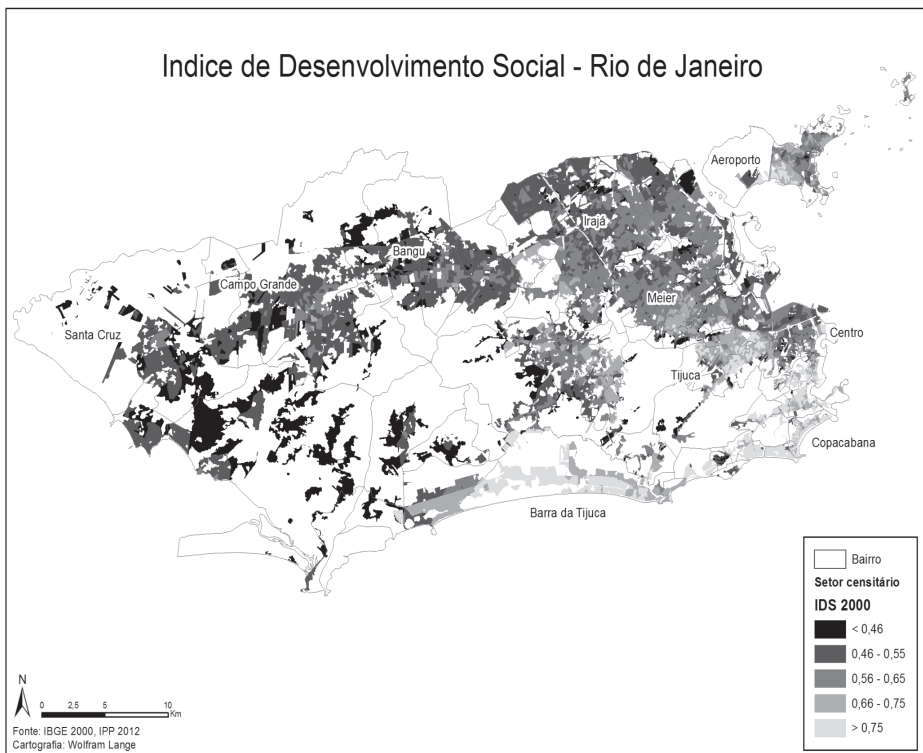 Indice de Desenvolvimento Social - Rio de Janeiro
Aeroporto
Irajá
Bangu
Campo Grande
Meier
Santa Cruz
Centro
Tijuca
Copacabana
Barra da Tijuca
Bairro
Setor censitário
IDS 2000
< 0,46
0,46 - 0,55
0,56 - 0,65
0,66 - 0,75
> 0,75
N
0 2,5 5 10
Km
Fonte: IBGE 2000, IPP 2012
Cartografia: Wolfram Lange